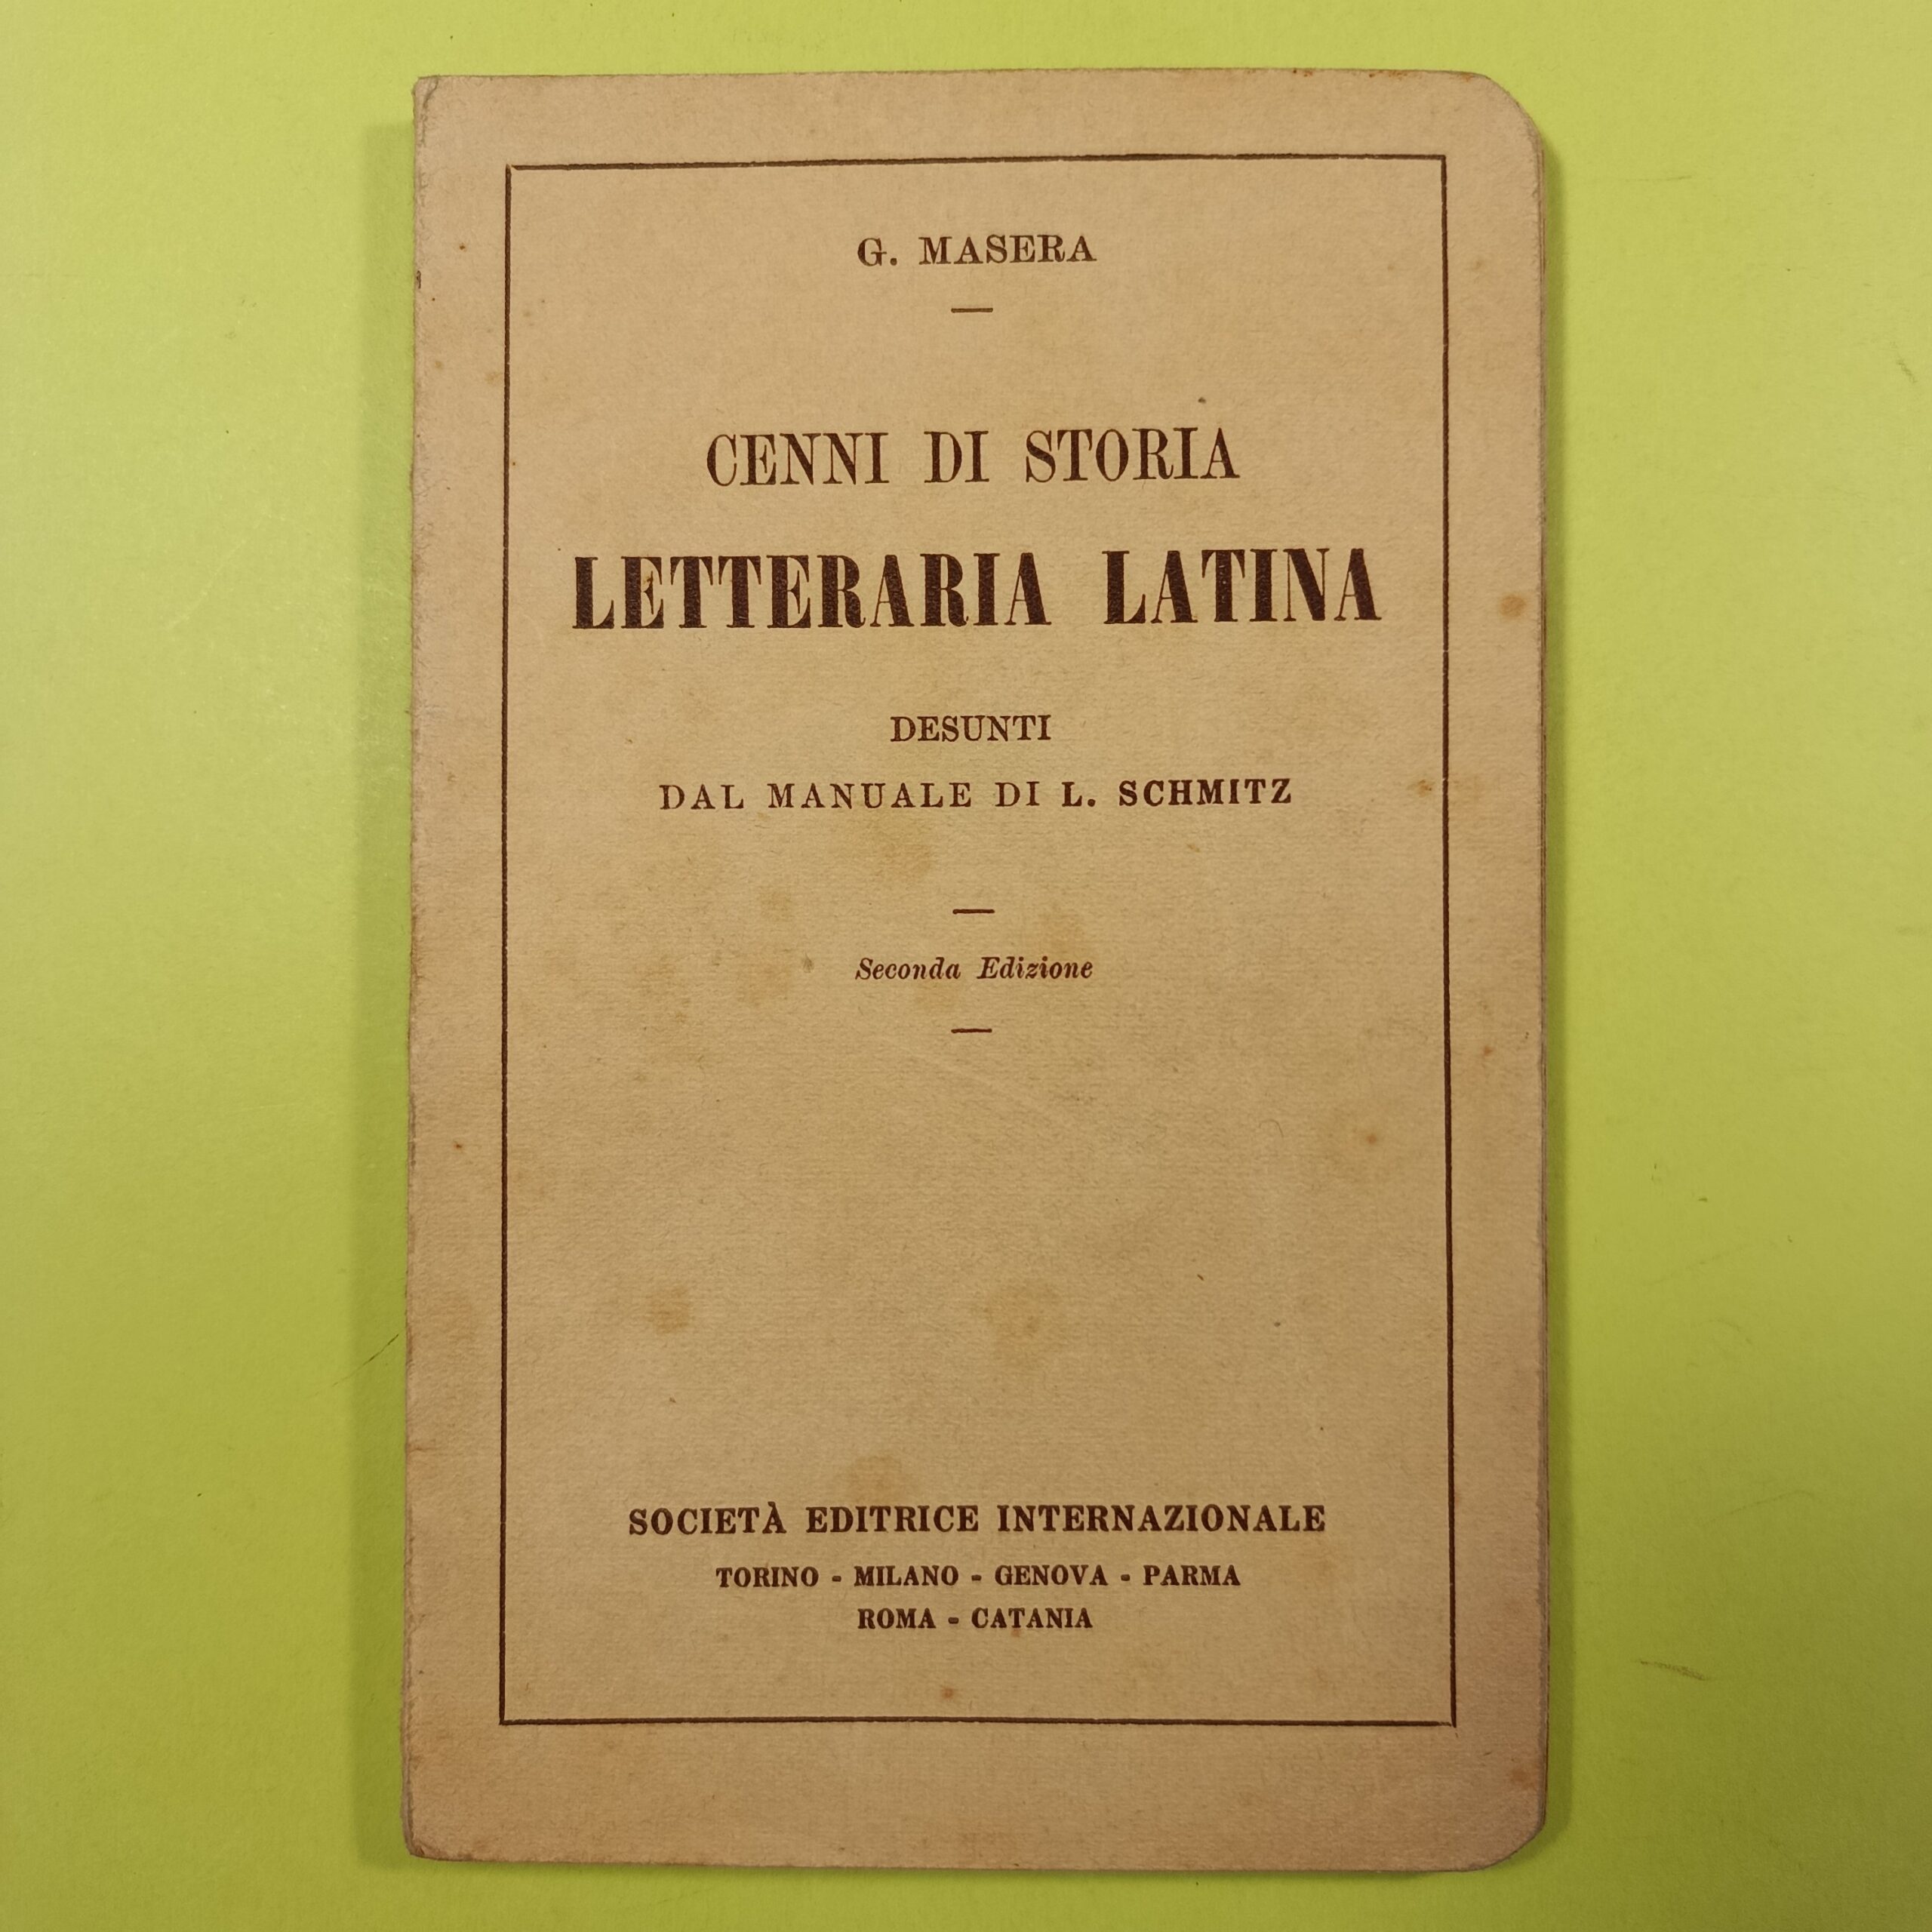 G. MASERA
CENNI DI STORIA
LETTERARIA LATINA
DESUNTI
DAL MANUALE DI L. SCHMITZ
Seconda Edizione
SOCIETÀ EDITRICE INTERNAZIONALE
TORINO - MILANO - GENOVA - PARMA
ROMA - CATANIA